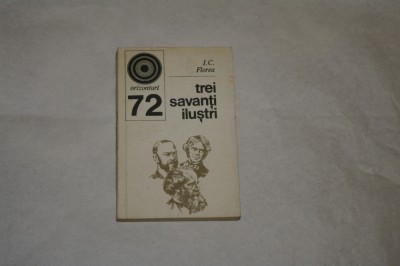 orizonturi
72
I.C.
Florea
trei
savanți
iluștri